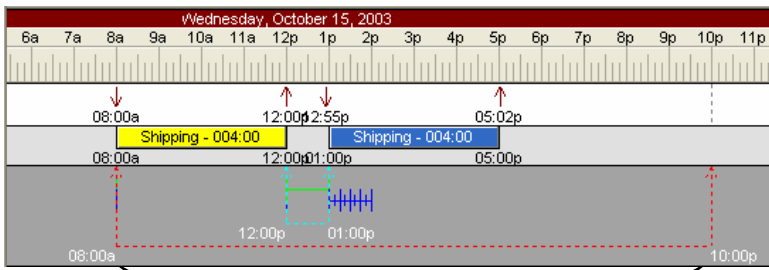 Wednesday, October 15, 2003
6a 7a 8a 9a 10a 11a 12p 1p 2p 3p 4p 5p 6p 7p 8p 9p 10p 11p
08:00a 12:00p 12:55p 05:02p
Shipping - 004:00 Shipping - 004:00
08:00a 12:00p 01:00p 05:00p
12:00p 01:00p
08:00a 10:00p